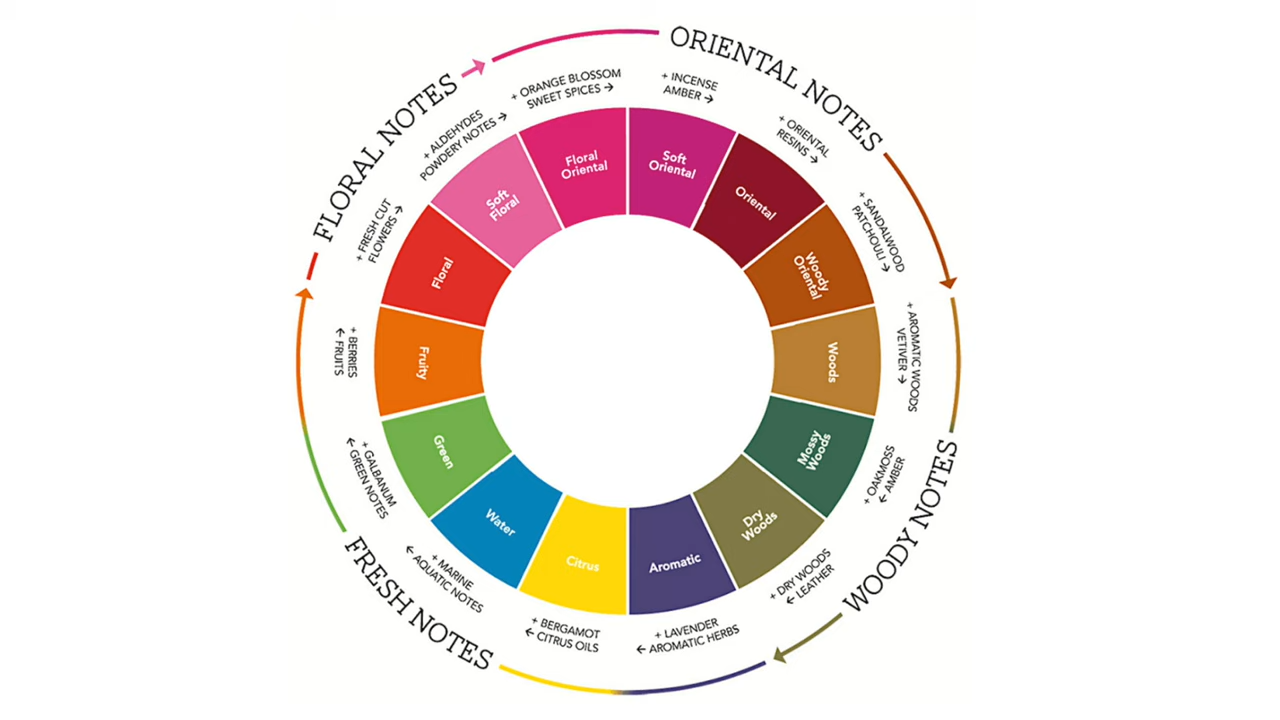 FLORAL NOTES
ORIENTAL NOTES
WOODY NOTES
FRESH NOTES
+ ORANGE BLOSSOM
SWEET SPICES →
+ INCENSE
AMBER →
+ ORIENTAL
RESINS →
+ SANDALWOOD
PATCHOULI →
+ AROMATIC WOODS
VETIVER →
+ OAKMOSS
← AMBER
+ DRY WOODS
← LEATHER
+ LAVENDER
← AROMATIC HERBS
+ BERGAMOT
← CITRUS OILS
+ MARINE
← AQUATIC NOTES
+ GALBANUM
← GREEN NOTES
+ BERRIES
← FRUITS
+ FRESH CUT
FLOWERS →
+ ALDEHYDES
POWDERY NOTES →
Floral
Oriental
Soft
Oriental
Oriental
Woody
Oriental
Woods
Mossy
Woods
Dry
Woods
Aromatic
Citrus
Water
Green
Fruity
Floral
Soft
Floral